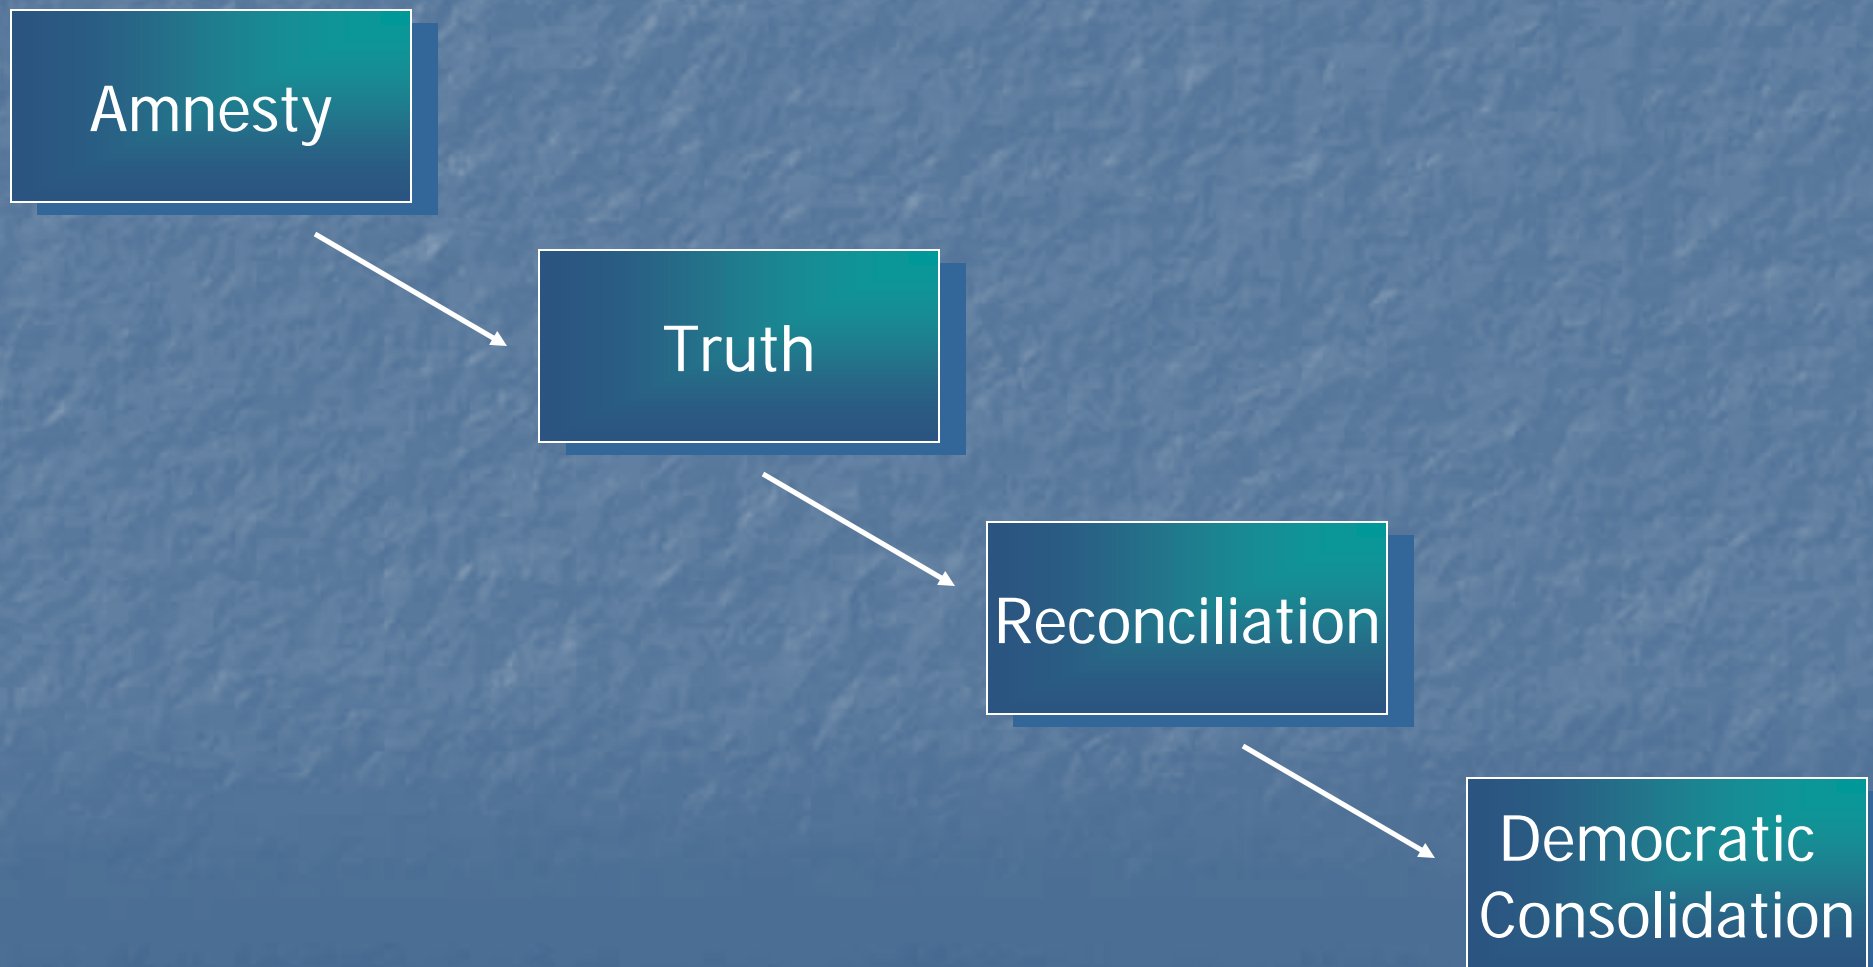 Amnesty
Truth
Reconciliation
Democratic
Consolidation